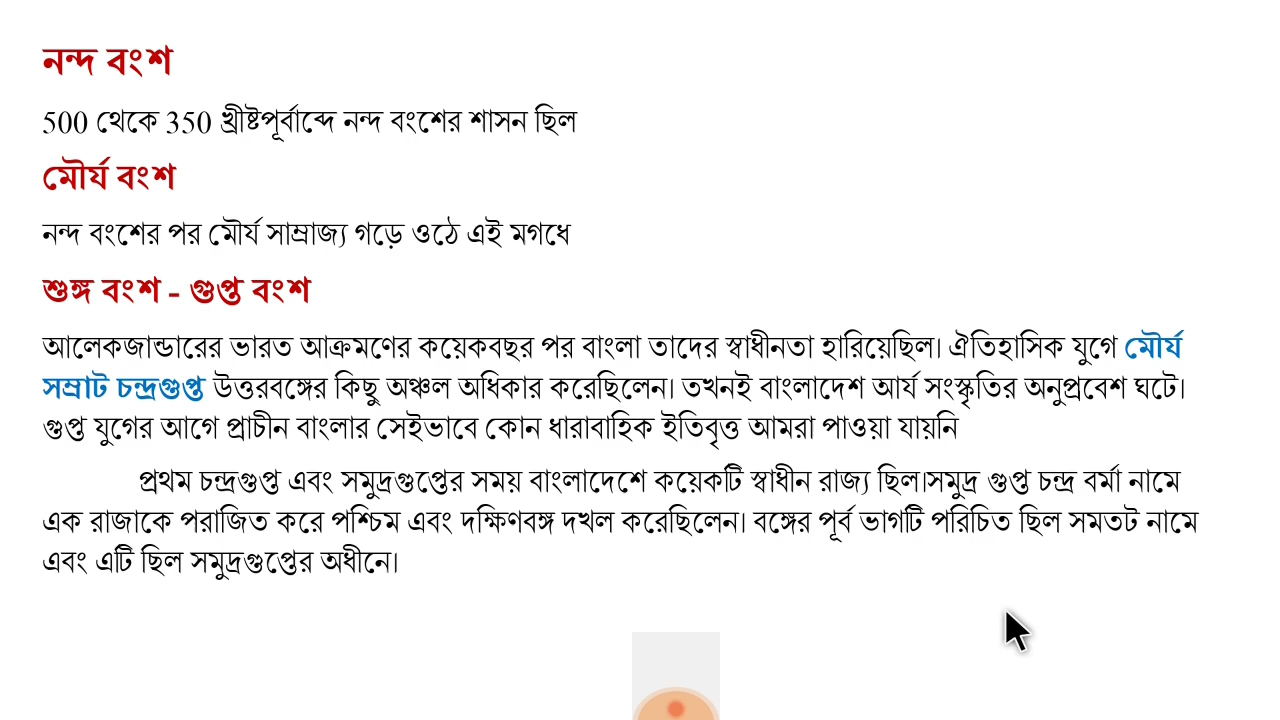 নন্দ বংশ
500 থেকে 350 খ্রীষ্টপূর্বাব্দে নন্দ বংশের শাসন ছিল
মৌর্য বংশ
নন্দ বংশের পর মৌর্য সাম্রাজ্য গড়ে ওঠে এই মগধে
শুঙ্গ বংশ - গুপ্ত বংশ
আলেকজান্ডারের ভারত আক্রমণের কয়েকবছর পর বাংলা তাদের স্বাধীনতা হারিয়েছিল। ঐতিহাসিক যুগে মৌর্য
সম্রাট চন্দ্রগুপ্ত উত্তরবঙ্গের কিছু অঞ্চল অধিকার করেছিলেন। তখনই বাংলাদেশ আর্য সংস্কৃতির অনুপ্রবেশ ঘটে।
গুপ্ত যুগের আগে প্রাচীন বাংলার সেইভাবে কোন ধারাবাহিক ইতিবৃত্ত আমরা পাওয়া যায়নি
প্রথম চন্দ্রগুপ্ত এবং সমুদ্রগুপ্তের সময় বাংলাদেশে কয়েকটি স্বাধীন রাজ্য ছিল।সমুদ্র গুপ্ত চন্দ্র বর্মা নামে
এক রাজাকে পরাজিত করে পশ্চিম এবং দক্ষিণবঙ্গ দখল করেছিলেন। বঙ্গের পূর্ব ভাগটি পরিচিত ছিল সমতট নামে
এবং এটি ছিল সমুদ্রগুপ্তের অধীনে।